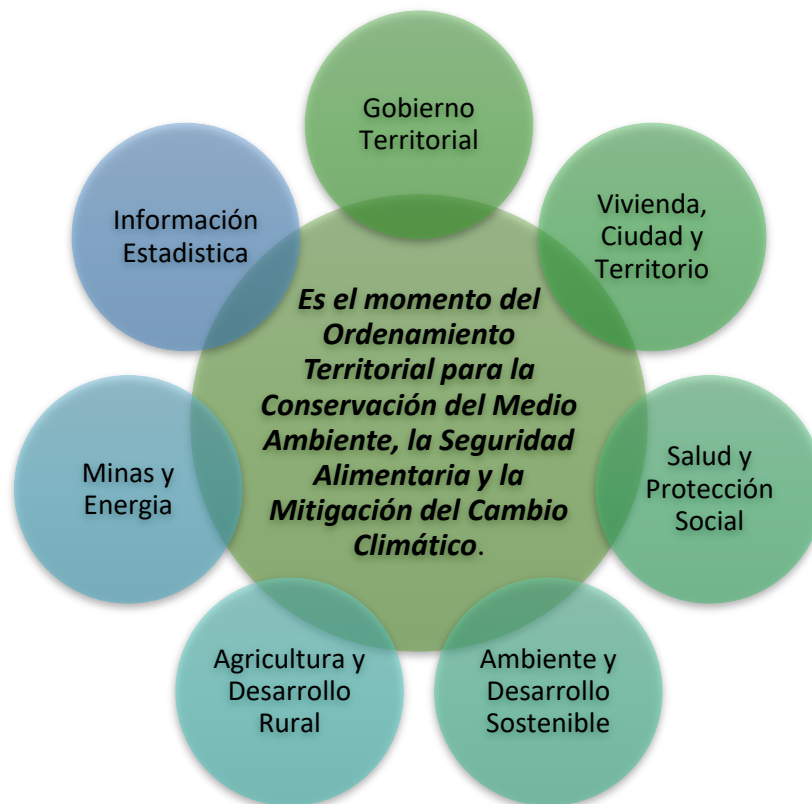 Gobierno
Territorial
Vivienda,
Ciudad y
Territorio
Salud y
Protección
Social
Ambiente y
Desarrollo
Sostenible
Agricultura y
Desarrollo
Rural
Minas y
Energia
Información
Estadistica
Es el momento del
Ordenamiento
Territorial para la
Conservación del Medio
Ambiente, la Seguridad
Alimentaria y la
Mitigación del Cambio
Climático.